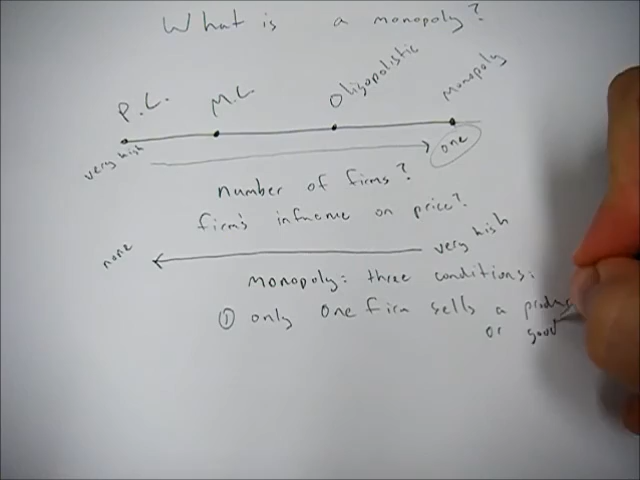 What is a monopoly?
P.C. M.C Oligopolistic monopoly
very high one
number of firms?
firm's influence on price?
none very high
monopoly: three conditions:
① only one firm sells a produc
or good